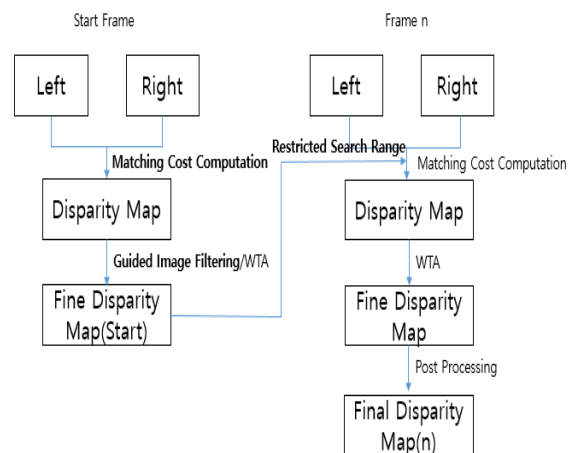 Start Frame
Frame n
Left
Right
Left
Right
Restricted Search Range
Matching Cost Computation
Matching Cost Computation
Disparity Map
Disparity Map
Guided Image Filtering/WTA
WTA
Fine Disparity
Map(Start)
Fine Disparity
Map
Post Processing
Final Disparity
Map(n)